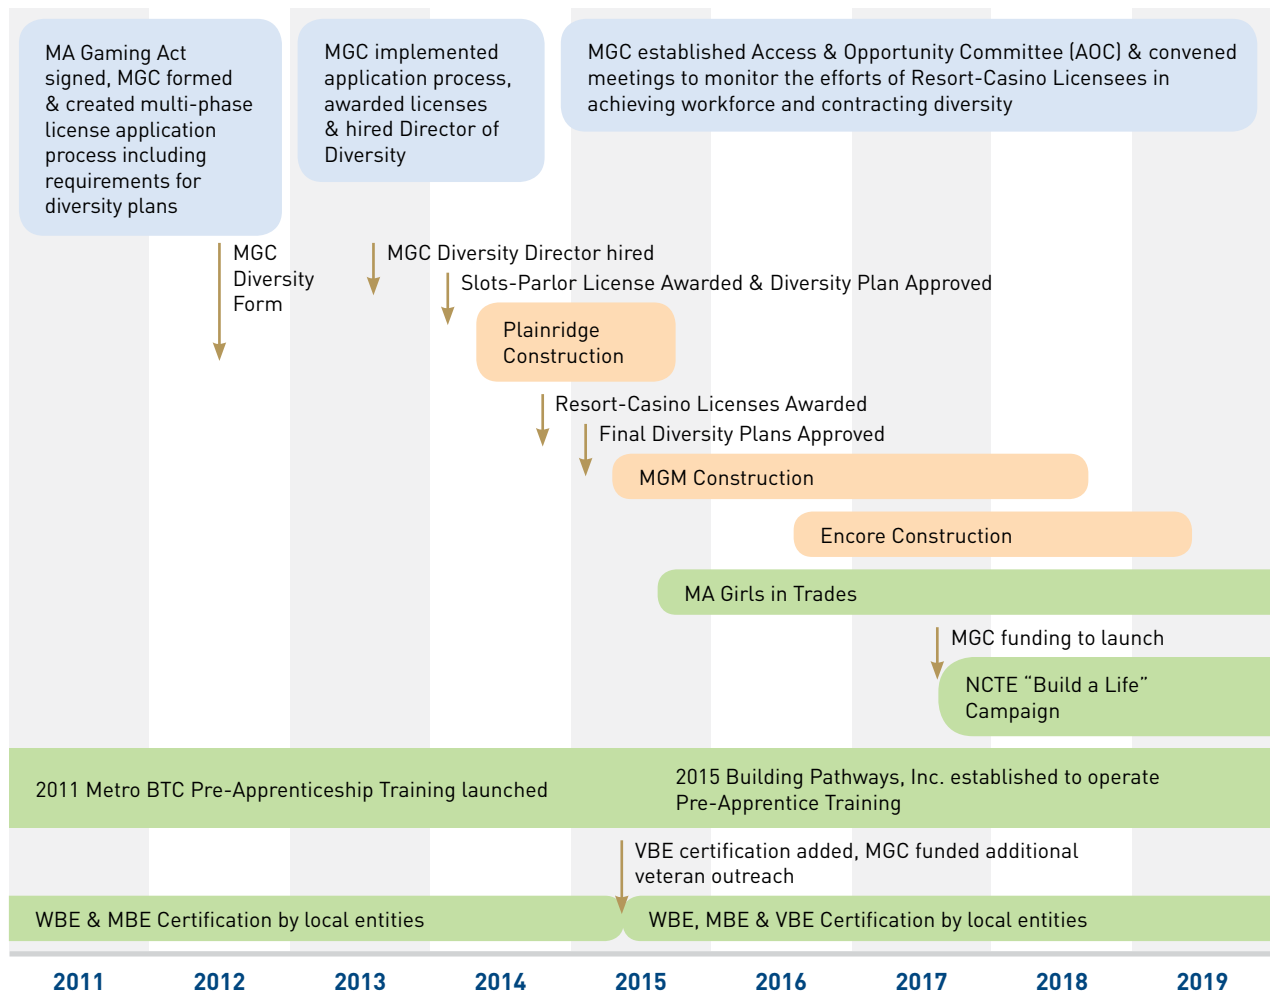 MA Gaming Act
signed, MGC formed
& created multi-phase
license application
process including
requirements for
diversity plans
MGC implemented
application process,
awarded licenses
& hired Director of
Diversity
MGC established Access & Opportunity Committee (AOC) & convened
meetings to monitor the efforts of Resort-Casino Licensees in
achieving workforce and contracting diversity
MGC
Diversity
Form
MGC Diversity Director hired
Slots-Parlor License Awarded & Diversity Plan Approved
Plainridge
Construction
Resort-Casino Licenses Awarded
Final Diversity Plans Approved
MGM Construction
Encore Construction
MA Girls in Trades
MGC funding to launch
NCTE “Build a Life”
Campaign
2011 Metro BTC Pre-Apprenticeship Training launched
2015 Building Pathways, Inc. established to operate
Pre-Apprentice Training
VBE certification added, MGC funded additional
veteran outreach
WBE & MBE Certification by local entities
WBE, MBE & VBE Certification by local entities
2011 2012 2013 2014 2015 2016 2017 2018 2019